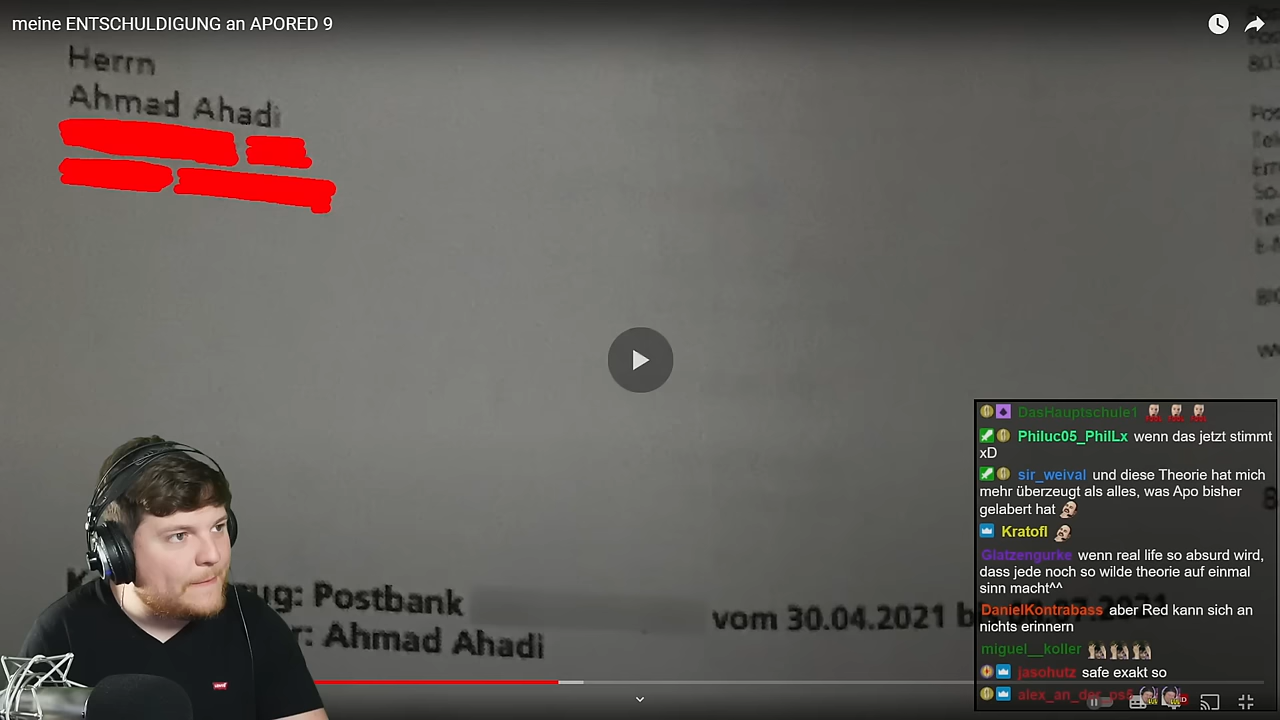 meine ENTSCHULDIGUNG an APORED 9
Herrn
Ahmad Ahadi
ug: Postbank vom 30.04.2021 b
r: Ahmad Ahadi
DasHauptschule1
Philuc05_PhilLx wenn das jetzt stimmt
xD
sir_weival und diese Theorie hat mich
mehr überzeugt als alles, was Apo bisher
gelabert hat
Kratofl
Glatzengurke wenn real life so absurd wird,
dass jede noch so wilde theorie auf einmal
sinn macht^^
DanielKontrabass aber Red kann sich an
nichts erinnern
miguel__koller
jasohutz safe exakt so
alex_an_der_ps5